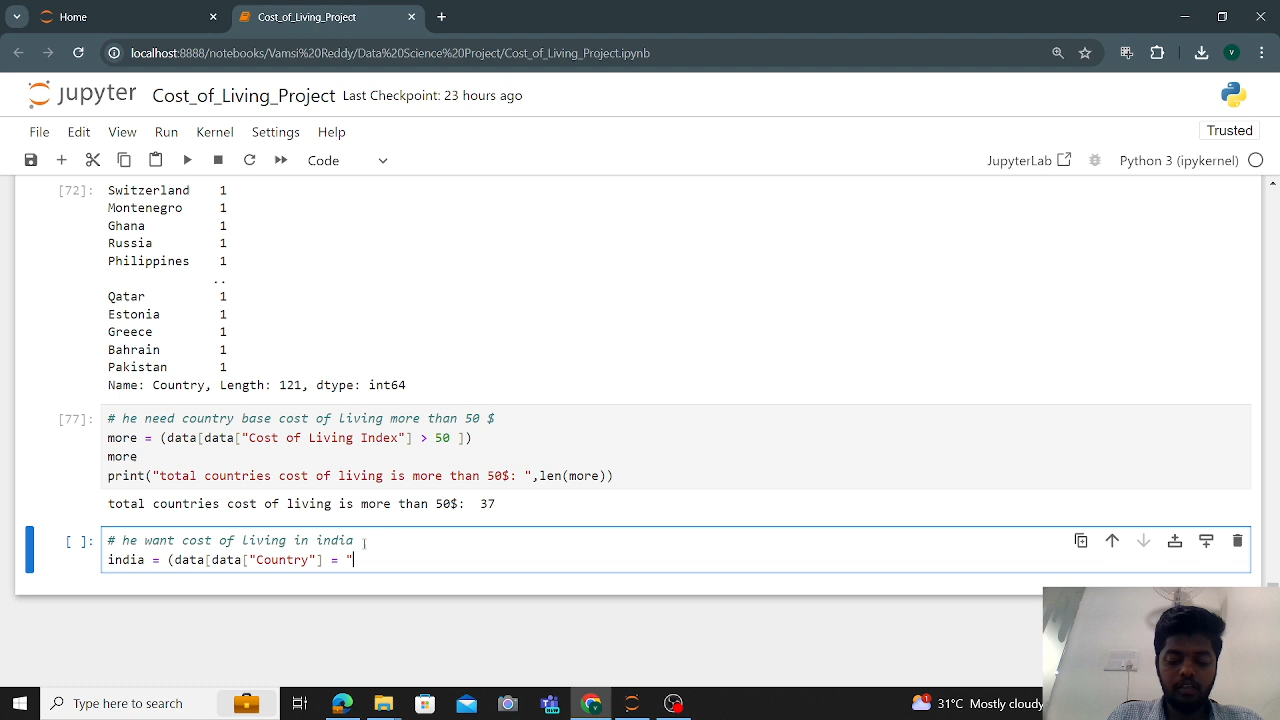 Home
Cost_of_Living_Project
localhost:8888/notebooks/Vamsi%20Reddy/Data%20Science%20Project/Cost_of_Living_Project.ipynb
V
jupyter Cost_of_Living_Project Last Checkpoint: 23 hours ago
File Edit View Run Kernel Settings Help
Trusted
Code
JupyterLab
Python 3 (ipykernel)
[72]: Switzerland 1
Montenegro 1
Ghana 1
Russia 1
Philippines 1
..
Qatar 1
Estonia 1
Greece 1
Bahrain 1
Pakistan 1
Name: Country, Length: 121, dtype: int64
[77]: # he need country base cost of Living more than 50 $
more = (data[data["Cost of Living Index"] > 50 ])
more
print("total countries cost of living is more than 50$: ",len(more))
total countries cost of living is more than 50$:  37
[ ]: # he want cost of Living in india
india = (data[data["Country"] = "
Type here to search
NEW
1
31°C Mostly cloudy